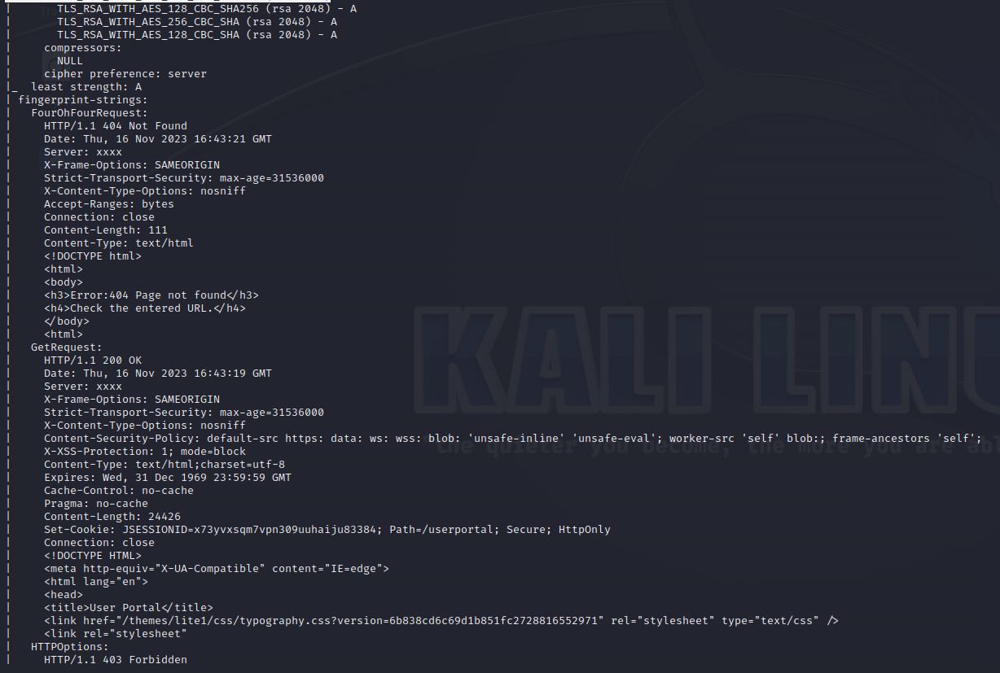 |       TLS_RSA_WITH_AES_128_CBC_SHA256 (rsa 2048) - A
|       TLS_RSA_WITH_AES_256_CBC_SHA (rsa 2048) - A
|       TLS_RSA_WITH_AES_128_CBC_SHA (rsa 2048) - A
|     compressors:
|       NULL
|     cipher preference: server
|_  least strength: A
| fingerprint-strings:
|   FourOhFourRequest:
|     HTTP/1.1 404 Not Found
|     Date: Thu, 16 Nov 2023 16:43:21 GMT
|     Server: xxxx
|     X-Frame-Options: SAMEORIGIN
|     Strict-Transport-Security: max-age=31536000
|     X-Content-Type-Options: nosniff
|     Accept-Ranges: bytes
|     Connection: close
|     Content-Length: 111
|     Content-Type: text/html
|     <!DOCTYPE html>
|     <html>
|     <body>
|     <h3>Error:404 Page not found</h3>
|     <h4>Check the entered URL.</h4>
|     </body>
|     <html>
|   GetRequest:
|     HTTP/1.1 200 OK
|     Date: Thu, 16 Nov 2023 16:43:19 GMT
|     Server: xxxx
|     X-Frame-Options: SAMEORIGIN
|     Strict-Transport-Security: max-age=31536000
|     X-Content-Type-Options: nosniff
|     Content-Security-Policy: default-src https: data: ws: wss: blob: 'unsafe-inline' 'unsafe-eval'; worker-src 'self' blob:; frame-ancestors 'self';
|     X-XSS-Protection: 1; mode=block
|     Content-Type: text/html;charset=utf-8
|     Expires: Wed, 31 Dec 1969 23:59:59 GMT
|     Cache-Control: no-cache
|     Pragma: no-cache
|     Content-Length: 24426
|     Set-Cookie: JSESSIONID=x73yvxsqm7vpn309uuhaiju83384; Path=/userportal; Secure; HttpOnly
|     Connection: close
|     <!DOCTYPE HTML>
|     <meta http-equiv="X-UA-Compatible" content="IE=edge">
|     <html lang="en">
|     <head>
|     <title>User Portal</title>
|     <link href="/themes/lite1/css/typography.css?version=6b838cd6c69d1b851fc2728816552971" rel="stylesheet" type="text/css" />
|     <link rel="stylesheet"
|   HTTPOptions:
|     HTTP/1.1 403 Forbidden
KALI LINU
the quieter you become, the more you are abl